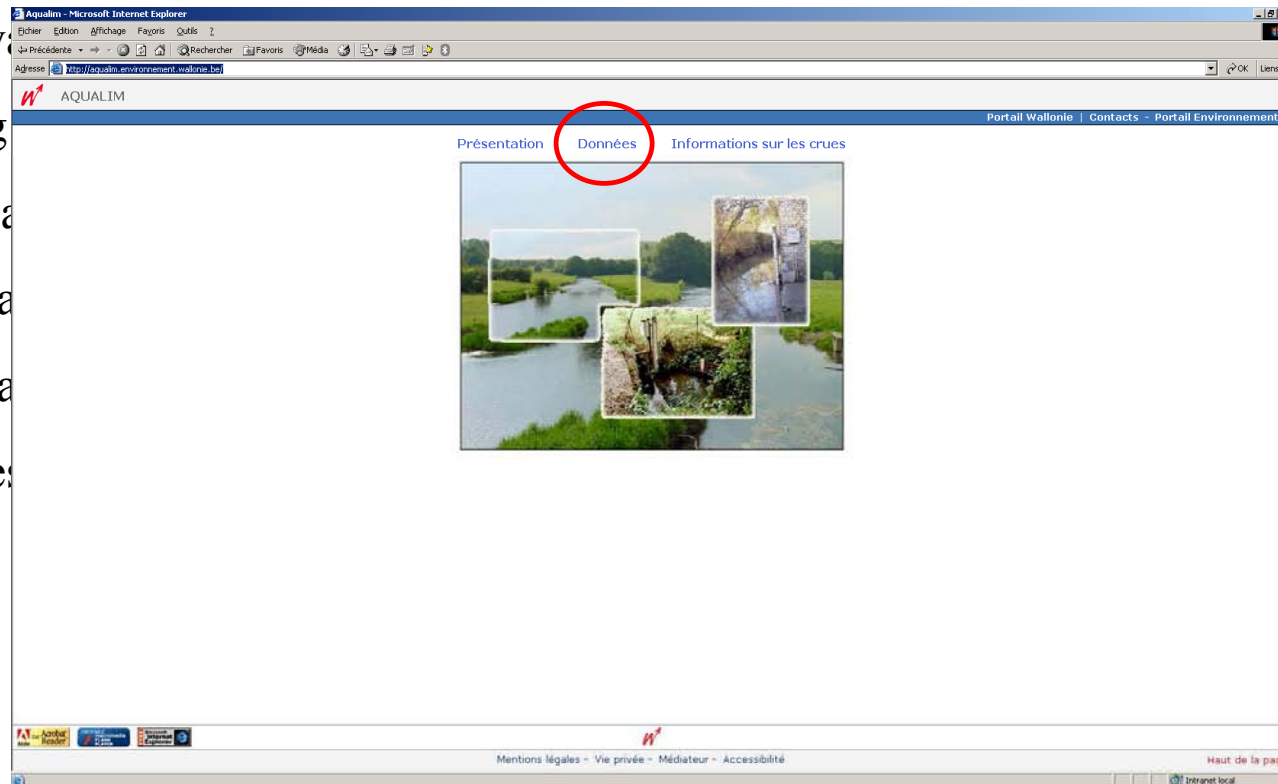 Aqualim - Microsoft Internet Explorer
Fichier Edition Affichage Favoris Outils ?
Précédente Rechercher Favoris Média
Adresse http://aqualim.environnement.wallonie.be/ OK Liens
AQUALIM
Portail Wallonie | Contacts - Portail Environnement
Présentation Données Informations sur les crues
Mentions légales - Vie privée - Médiateur - Accessibilité
Haut de la pa
Intranet local